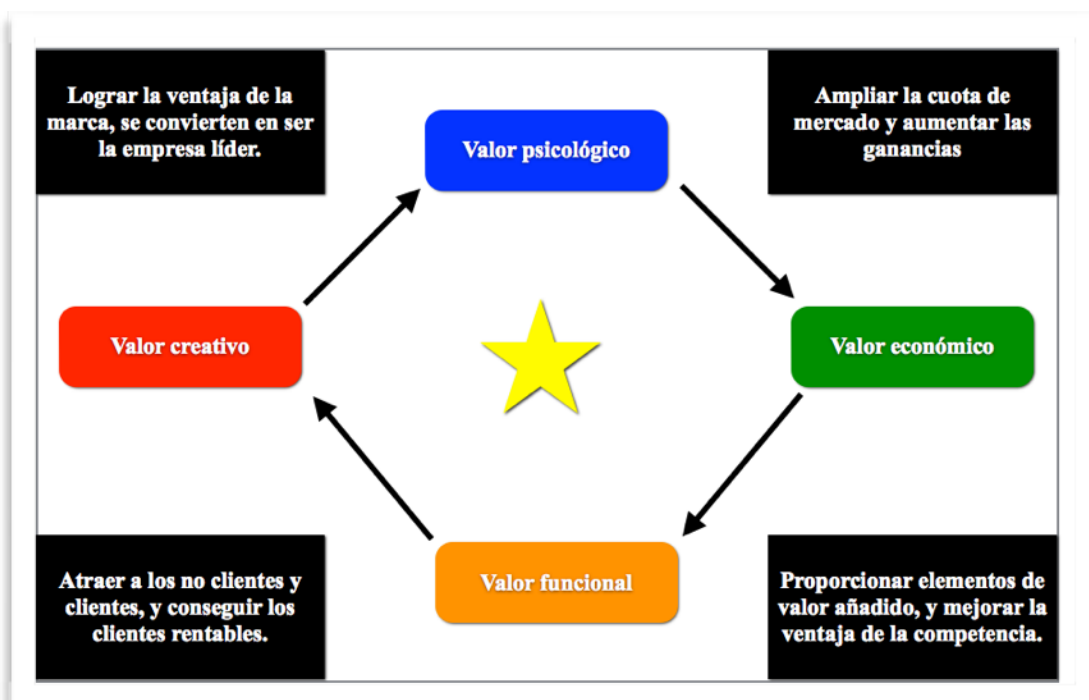 Lograr la ventaja de la
marca, se convierten en ser
la empresa líder.
Valor psicológico
Ampliar la cuota de
mercado y aumentar las
ganancias
Valor creativo
Valor económico
Atraer a los no clientes y
clientes, y conseguir los
clientes rentables.
Valor funcional
Proporcionar elementos de
valor añadido, y mejorar la
ventaja de la competencia.